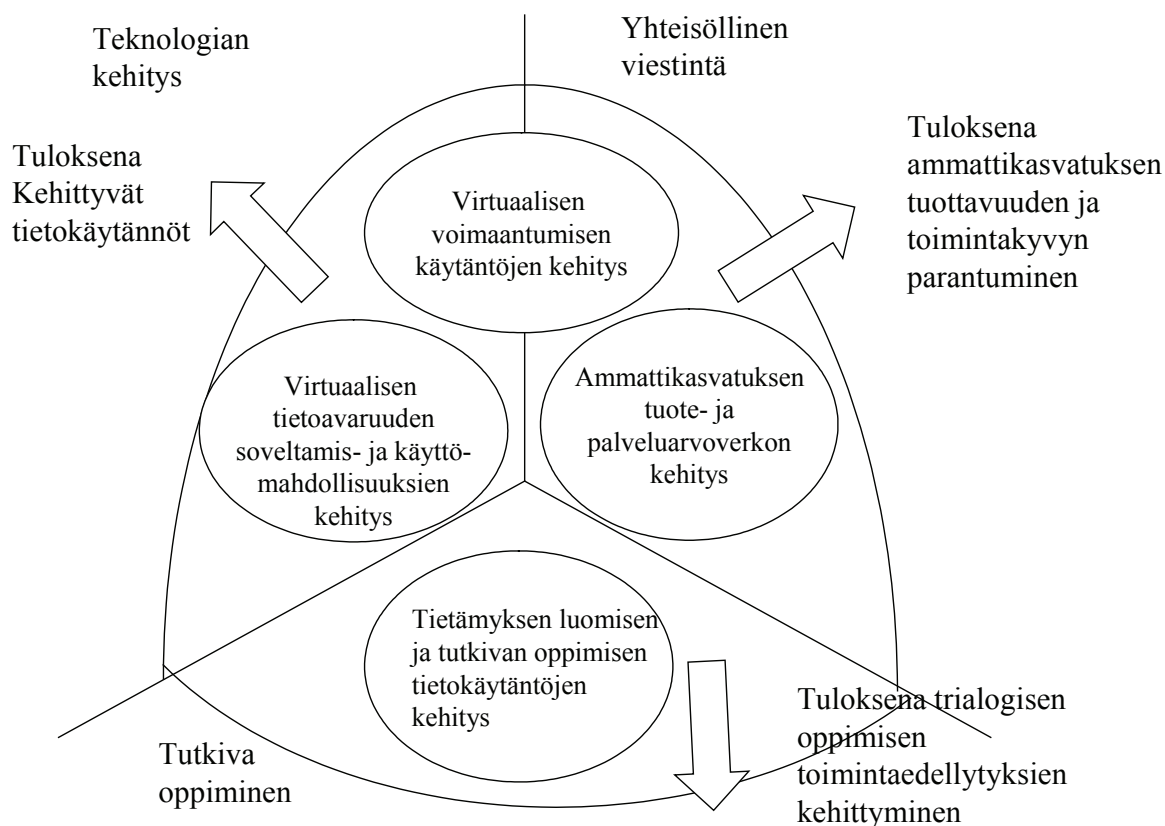 Teknologian
kehitys
Yhteisöllinen
viestintä
Tuloksena
Kehittyvät
tietokäytännöt
Tuloksena
ammattikasvatuksen
tuottavuuden ja
toimintakyvyn
parantuminen
Virtuaalisen
voimaantumisen
käytäntöjen kehitys
Virtuaalisen
tietoavaruuden
soveltamis- ja käyttö-
mahdollisuuksien
kehitys
Ammattikasvatuksen
tuote- ja
palveluarvoverkon
kehitys
Tietämyksen luomisen
ja tutkivan oppimisen
tietokäytäntöjen
kehitys
Tutkiva
oppiminen
Tuloksena trialogisen
oppimisen
toimintaedellytyksien
kehittyminen